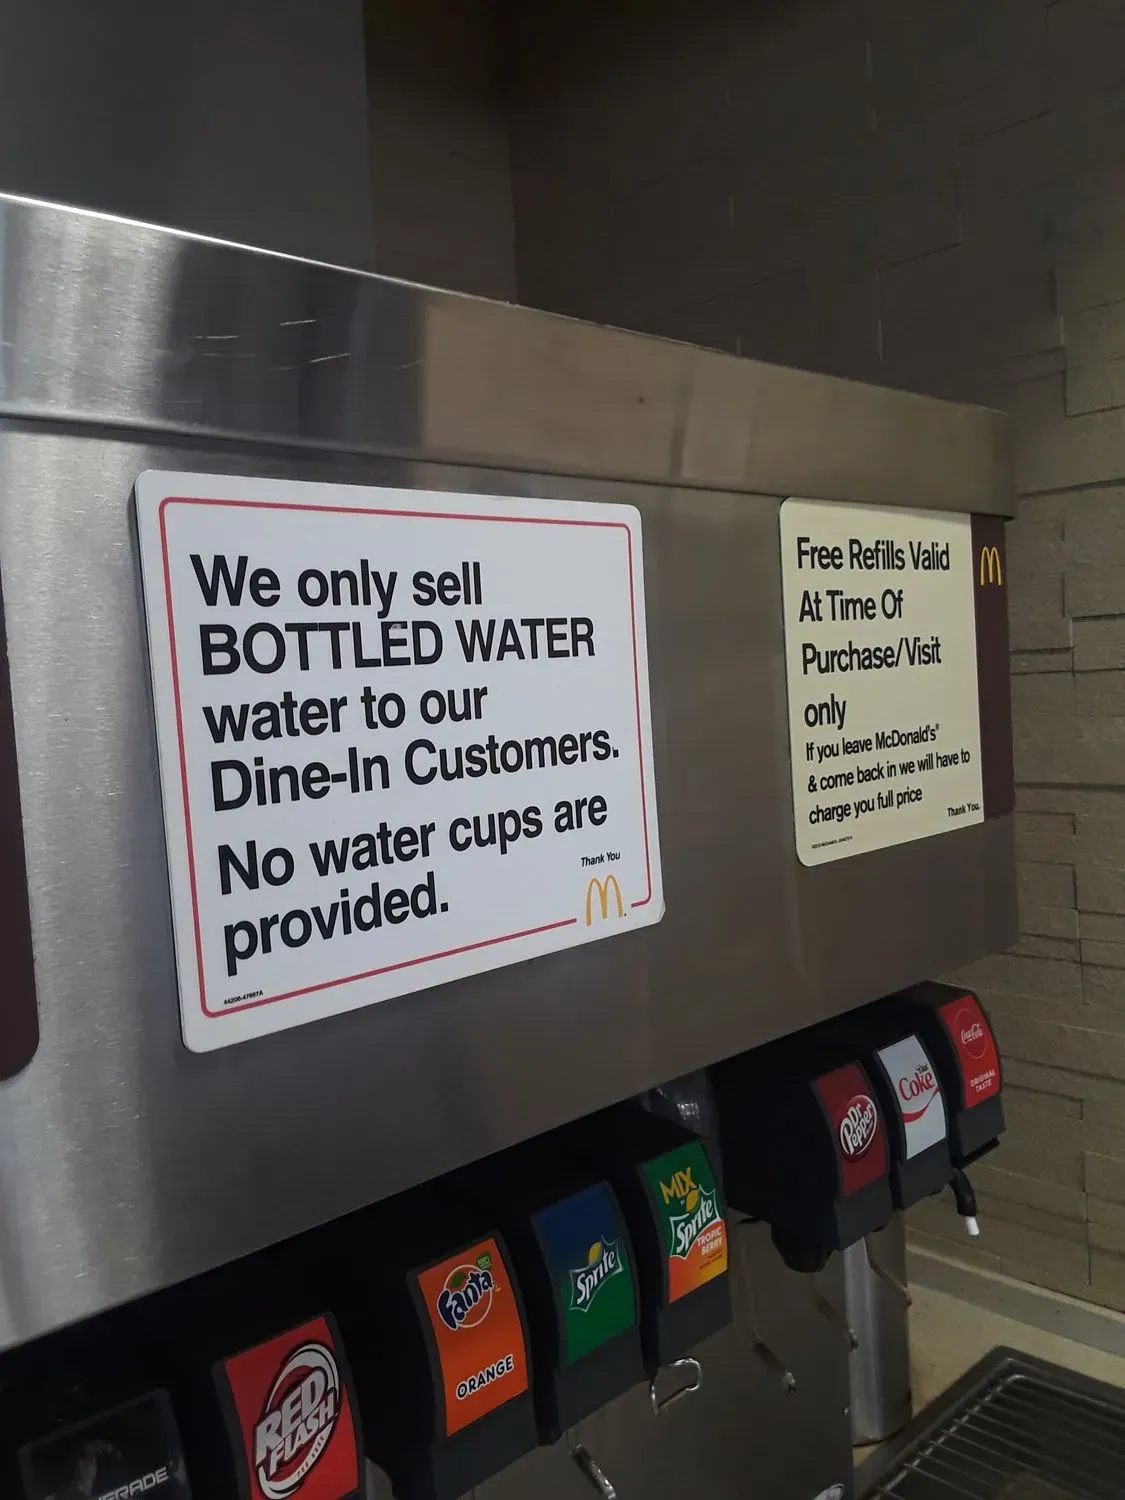 We only sell
BOTTLED WATER
water to our
Dine-In Customers.
No water cups are
provided.
Thank You
44206-47667A
Free Refills Valid
At Time Of
Purchase/Visit
only
If you leave McDonald's®
& come back in we will have to
charge you full price
Thank You.
RED
FLASH
Fanta
ORANGE
Sprite
MIX
Sprite
TROPIC
BERRY
Dr
Pepper
Diet
Coke
Coca-Cola
ORIGINAL
TASTE